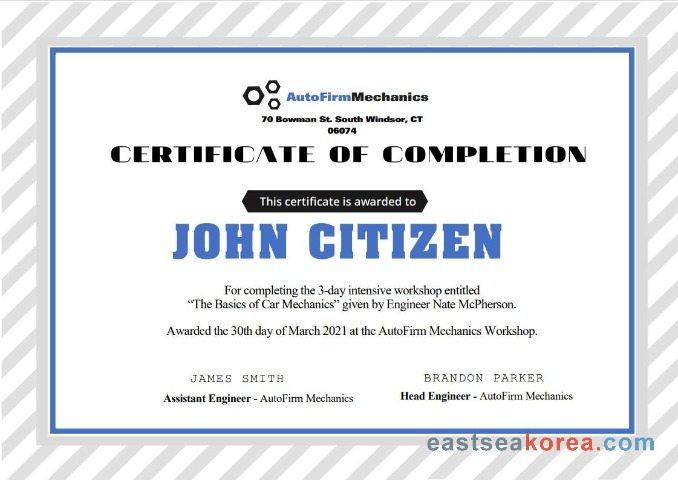 AutoFirmMechanics
70 Bowman St. South Windsor, CT
06074
CERTIFICATE OF COMPLETION
This certificate is awarded to
JOHN CITIZEN
For completing the 3-day intensive workshop entitled
“The Basics of Car Mechanics” given by Engineer Nate McPherson.
Awarded the 30th day of March 2021 at the AutoFirm Mechanics Workshop.
JAMES SMITH
Assistant Engineer - AutoFirm Mechanics
BRANDON PARKER
Head Engineer - AutoFirm Mechanics
eastseakorea.com